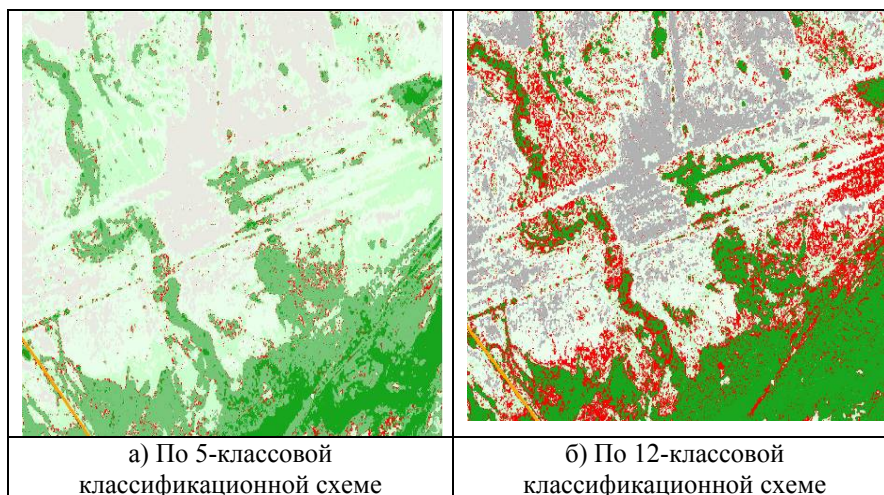 а) По 5-классовой
классификационной схеме
б) По 12-классовой
классификационной схеме